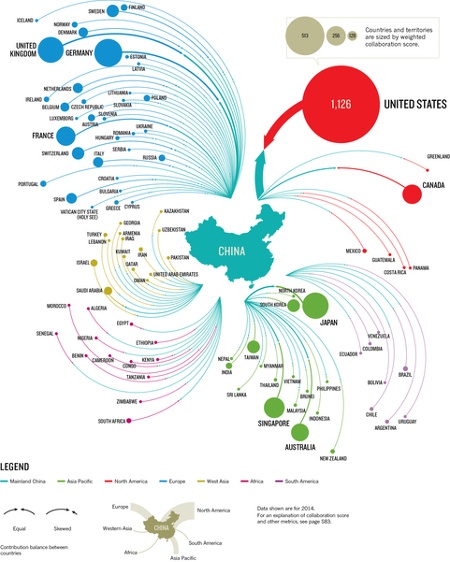 513
256
128
Countries and territories
are sized by weighted
collaboration score.
ICELAND
SWEDEN
FINLAND
NORWAY
DENMARK
UNITED
KINGDOM
GERMANY
ESTONIA
LATVIA
NETHERLANDS
LITHUANIA
POLAND
IRELAND
SLOVAKIA
BELGIUM
CZECH REPUBLIC
SLOVENIA
LUXEMBORG
AUSTRIA
UKRAINE
FRANCE
ROMANIA
HUNGARY
SERBIA
SWITZERLAND
ITALY
RUSSIA
CROATIA
PORTUGAL
BULGARIA
SPAIN
GREECE
CYPRUS
VATICAN CITY STATE
(HOLY SEE)
1,126
UNITED STATES
GREENLAND
CANADA
MEXICO
GUATEMALA
COSTA RICA
PANAMA
CHINA
KAZAKHSTAN
GEORGIA
UZBEKISTAN
TURKEY
ARMENIA
LEBANON
IRAQ
KUWAIT
IRAN
PAKISTAN
ISRAEL
QATAR
UNITED ARAB EMIRATES
OMAN
SAUDI ARABIA
MOROCCO
ALGERIA
EGYPT
SENEGAL
NIGERIA
ETHIOPIA
BENIN
CAMEROON
KENYA
CONGO
TANZANIA
ZIMBABWE
SOUTH AFRICA
NORTH KOREA
SOUTH KOREA
JAPAN
TAIWAN
NEPAL
INDIA
MYANMAR
SRI LANKA
THAILAND
VIETNAM
PHILIPPINES
BRUNEI
MALAYSIA
INDONESIA
SINGAPORE
AUSTRALIA
NEW ZEALAND
VENEZUELA
COLOMBIA
ECUADOR
BRAZIL
BOLIVIA
CHILE
ARGENTINA
URUGUAY
LEGEND
Mainland China
Asia Pacific
North America
Europe
West Asia
Africa
South America
Equal
Skewed
Contribution balance between
countries
Europe
North America
Western Asia
CHINA
South America
Africa
Asia Pacific
Data shown are for 2014.
For an explanation of collaboration score
and other metrics, see page S83.